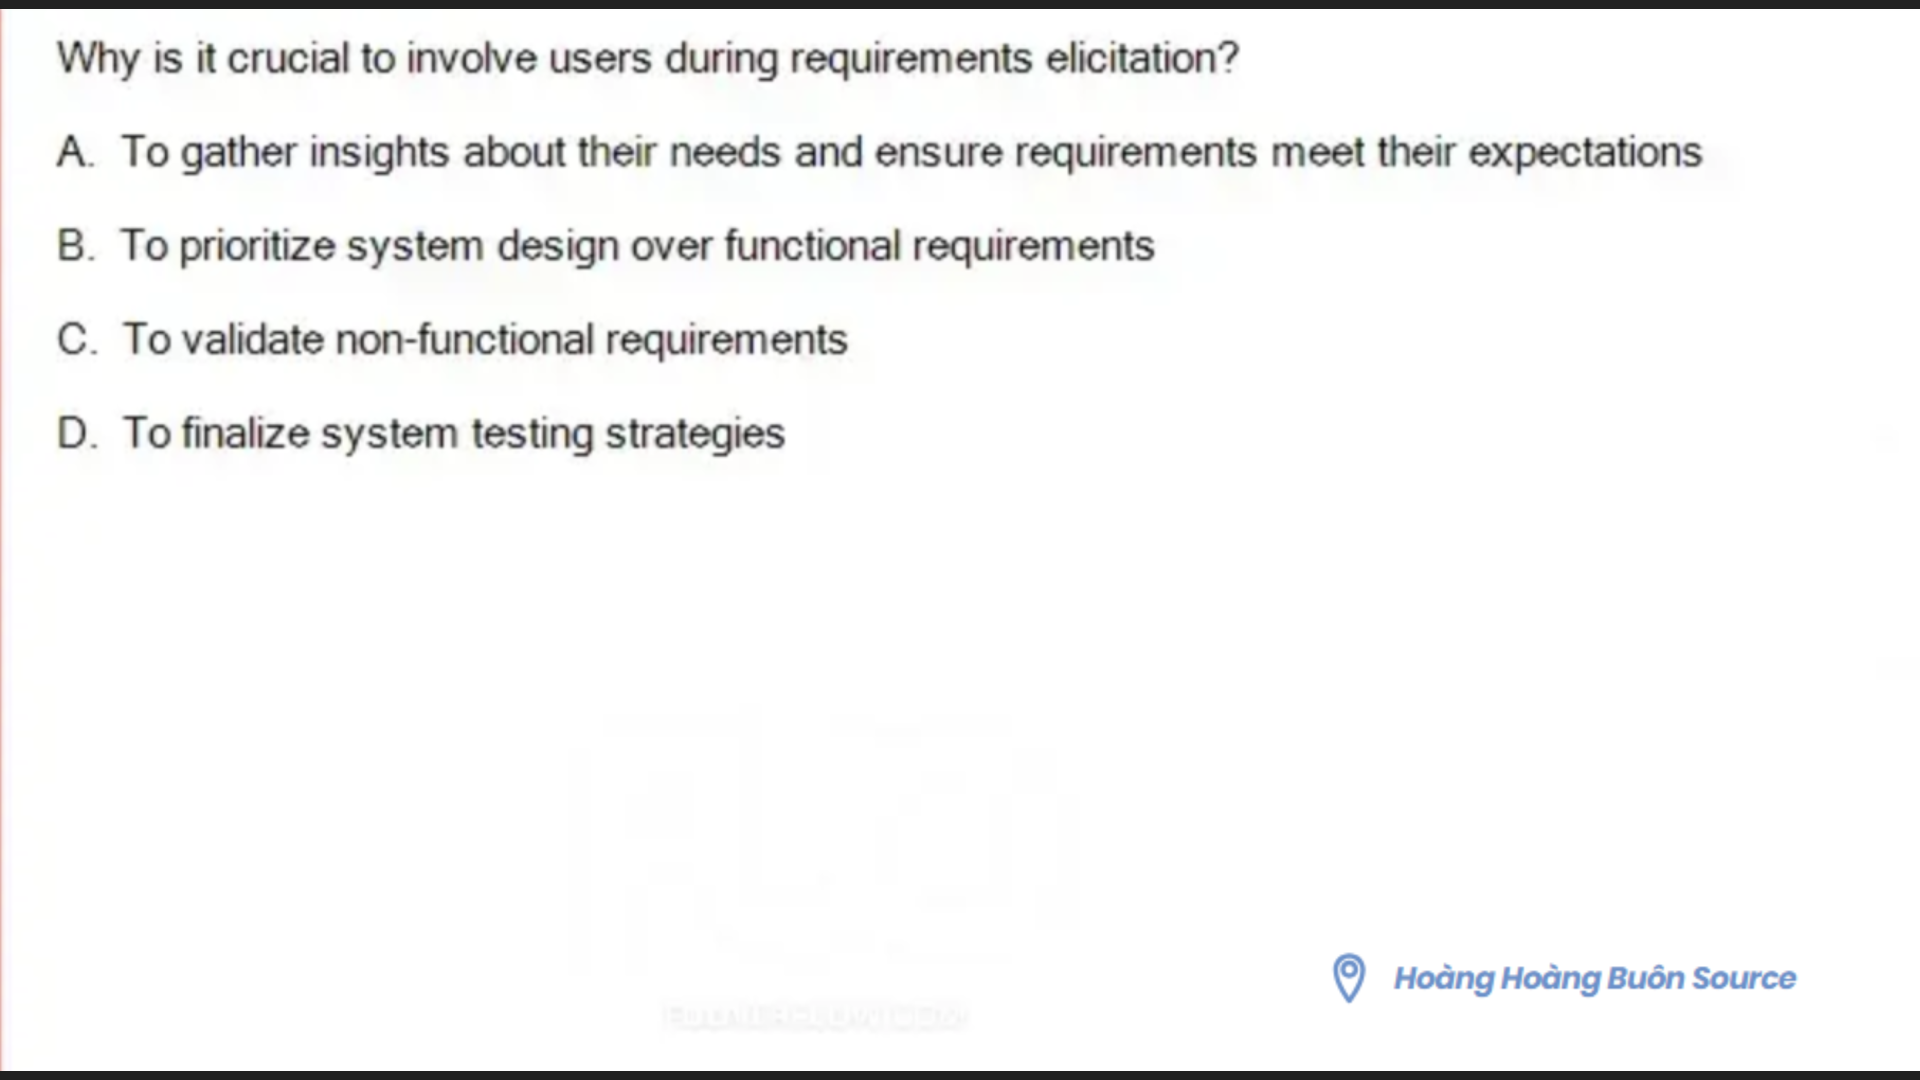 Why is it crucial to involve users during requirements elicitation?
A. To gather insights about their needs and ensure requirements meet their expectations
B. To prioritize system design over functional requirements
C. To validate non-functional requirements
D. To finalize system testing strategies
Hoàng Hoàng Buôn Source